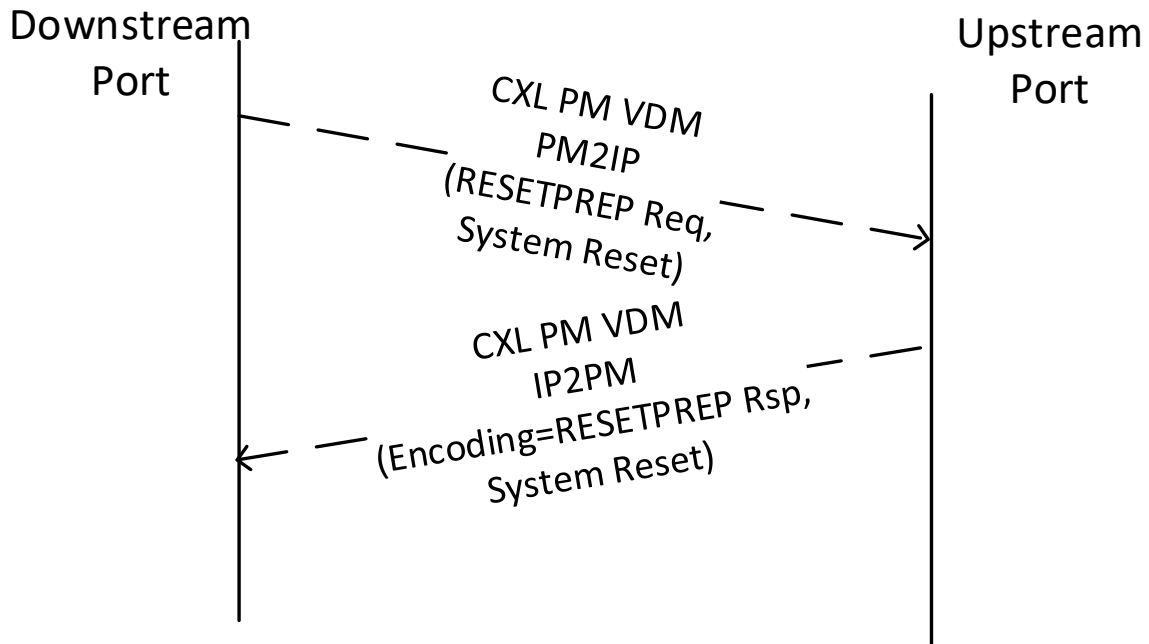 Downstream
Port
Upstream
Port
CXL PM VDM
PM2IP
(RESETPREP Req,
System Reset)
CXL PM VDM
IP2PM
(Encoding=RESETPREP Rsp,
System Reset)